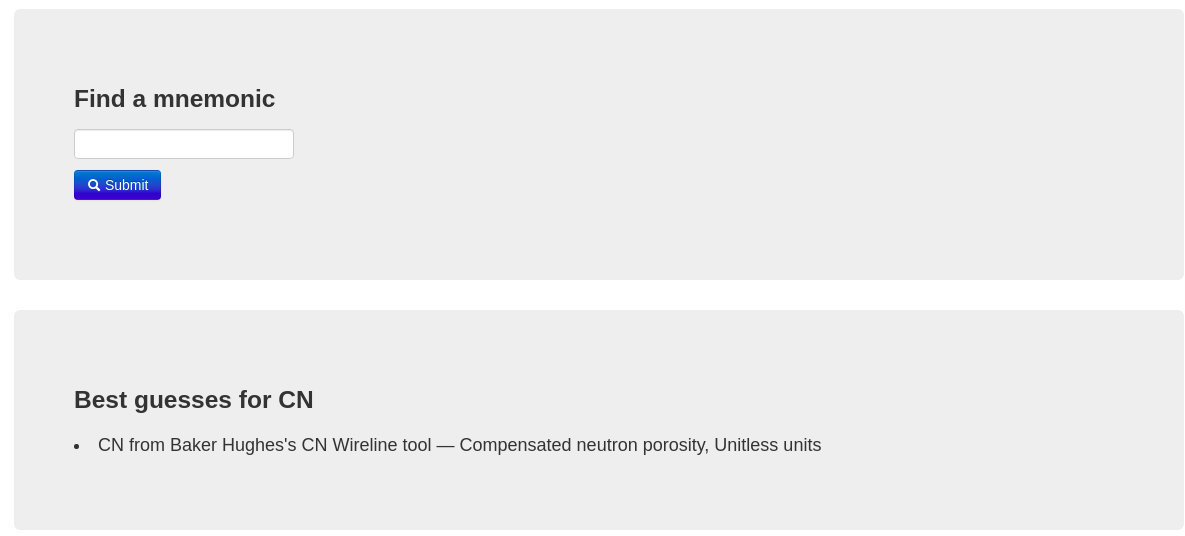 Find a mnemonic
Submit
Best guesses for CN
CN from Baker Hughes's CN Wireline tool — Compensated neutron porosity, Unitless units